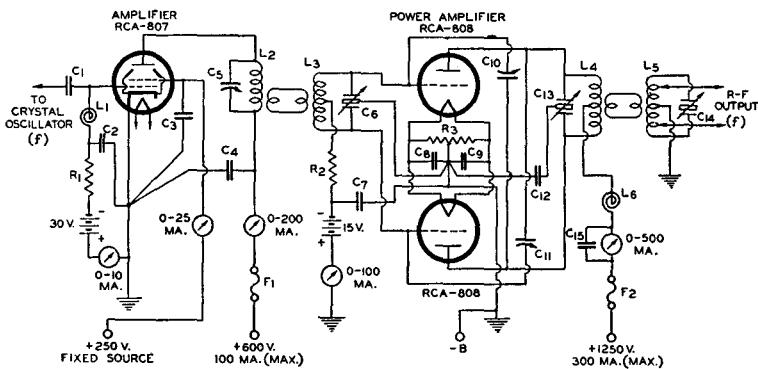 AMPLIFIER
RCA-807
POWER AMPLIFIER
RCA-808
C1
TO
CRYSTAL
OSCILLATOR
(f)
L1
C2
C3
R1
30 V.
-
+
0-10
MA.
0-25
MA.
+250 V.
FIXED SOURCE
C5
L2
C4
0-200
MA.
F1
+600 V.
100 MA.(MAX.)
L3
C6
R2
C7
-
15V.
+
0-100
MA.
R3
C8
C9
C10
C11
C12
RCA-808
-B
C13
L4
L5
C14
R-F
OUTPUT
(f)
L6
C15
0-500
MA.
F2
+1250 V.
300 MA.(MAX.)